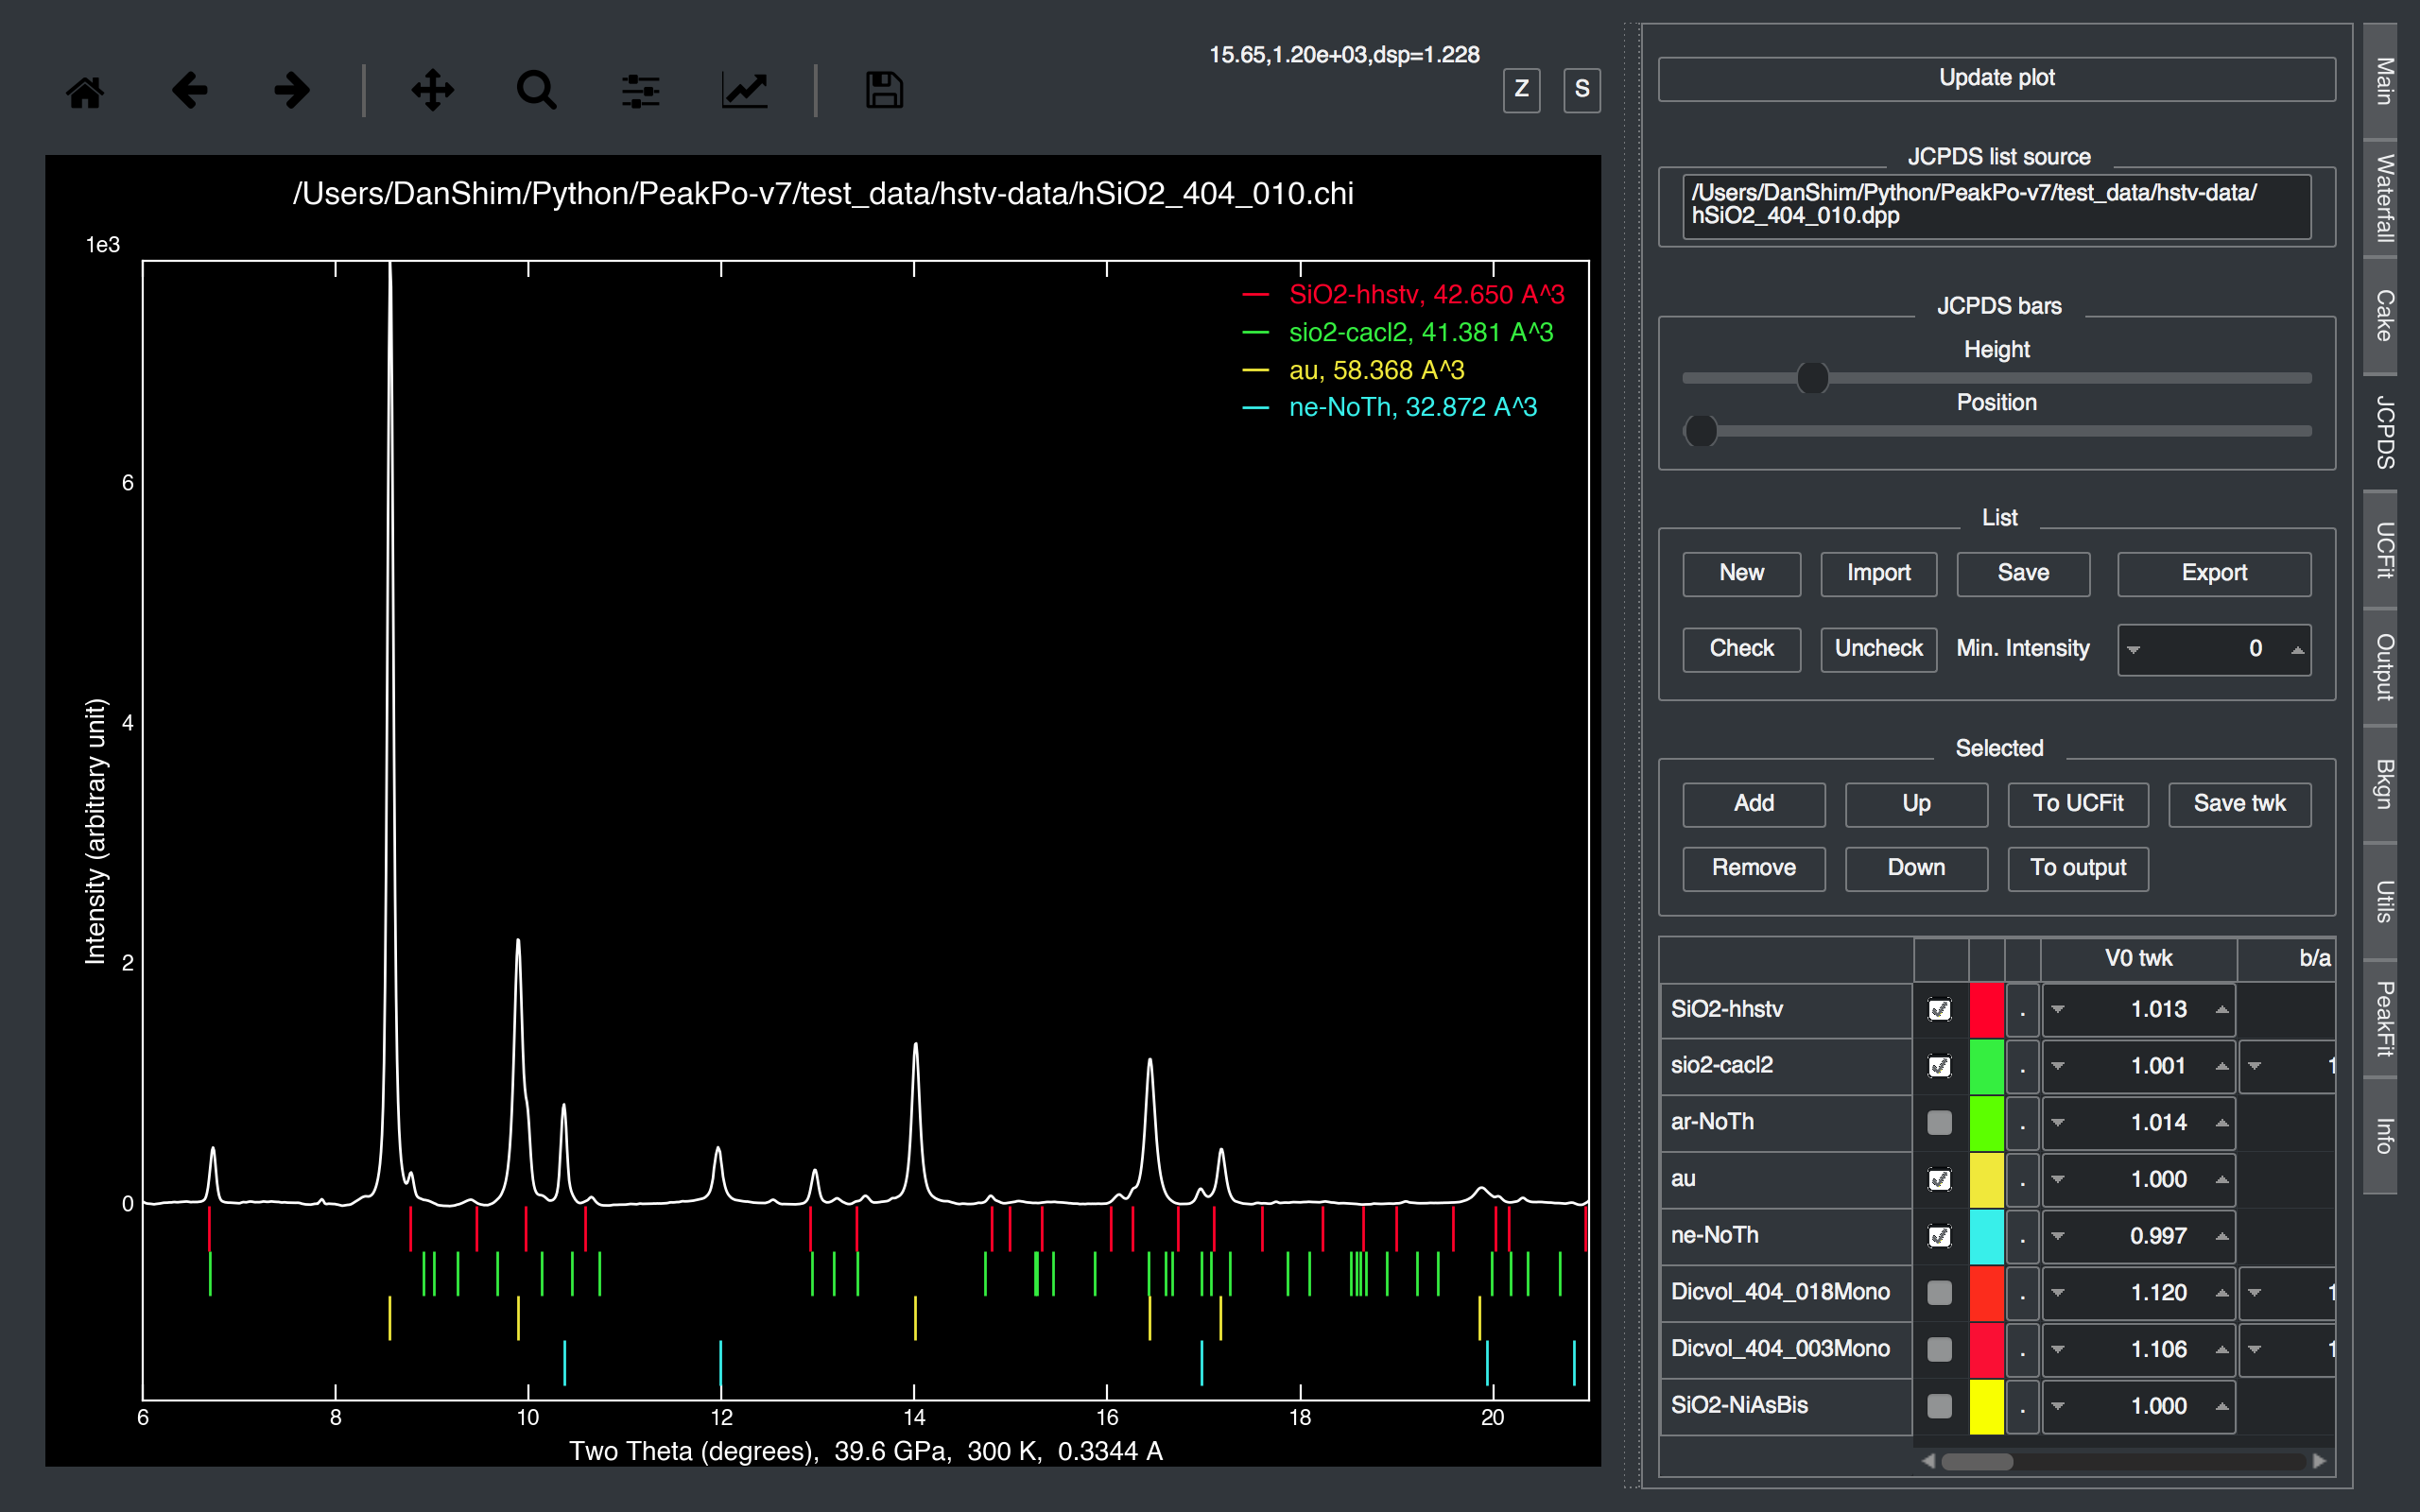 15.65,1.20e+03,dsp=1.228
Z
S
/Users/DanShim/Python/PeakPo-v7/test_data/hstv-data/hSiO2_404_010.chi
1e3
SiO2-hhstv, 42.650 A^3
sio2-cacl2, 41.381 A^3
au, 58.368 A^3
ne-NoTh, 32.872 A^3
6
4
2
0
Intensity (arbitrary unit)
6 8 10 12 14 16 18 20
Two Theta (degrees), 39.6 GPa, 300 K, 0.3344 A
Update plot
JCPDS list source
/Users/DanShim/Python/PeakPo-v7/test_data/hstv-data/
hSiO2_404_010.dpp
JCPDS bars
Height
Position
List
New Import Save Export
Check Uncheck Min. Intensity 0
Selected
Add Up To UCFit Save twk
Remove Down To output
V0 twk b/a
SiO2-hhstv . 1.013
sio2-cacl2 . 1.001 1
ar-NoTh . 1.014
au . 1.000
ne-NoTh . 0.997
Dicvol_404_018Mono . 1.120 1
Dicvol_404_003Mono . 1.106 1
SiO2-NiAsBis . 1.000
Main
Waterfall
Cake
JCPDS
UCFit
Output
Bkgn
Utils
PeakFit
Info